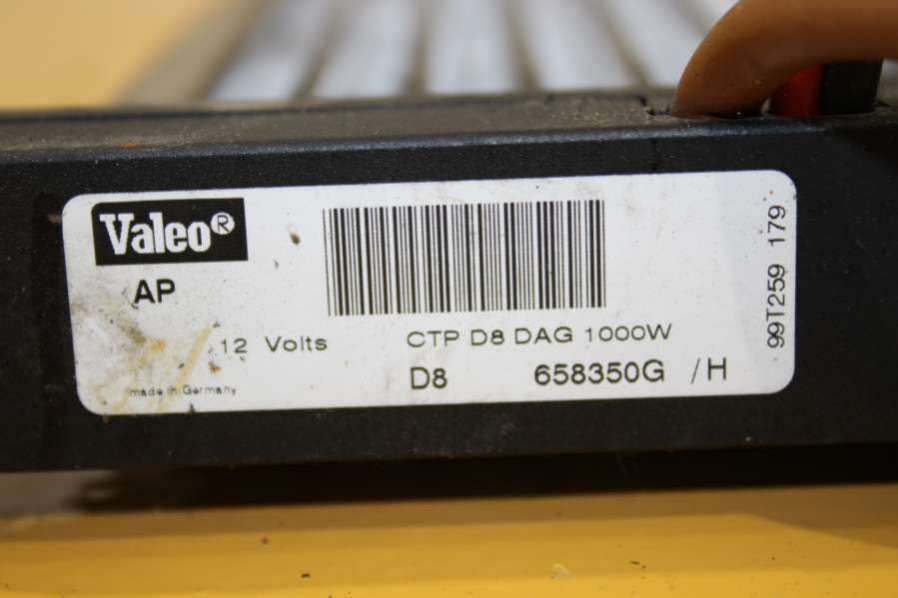 Valeo®
AP
12 Volts
CTP D8 DAG 1000W
D8 658350G /H
made in Germany
99T259 179